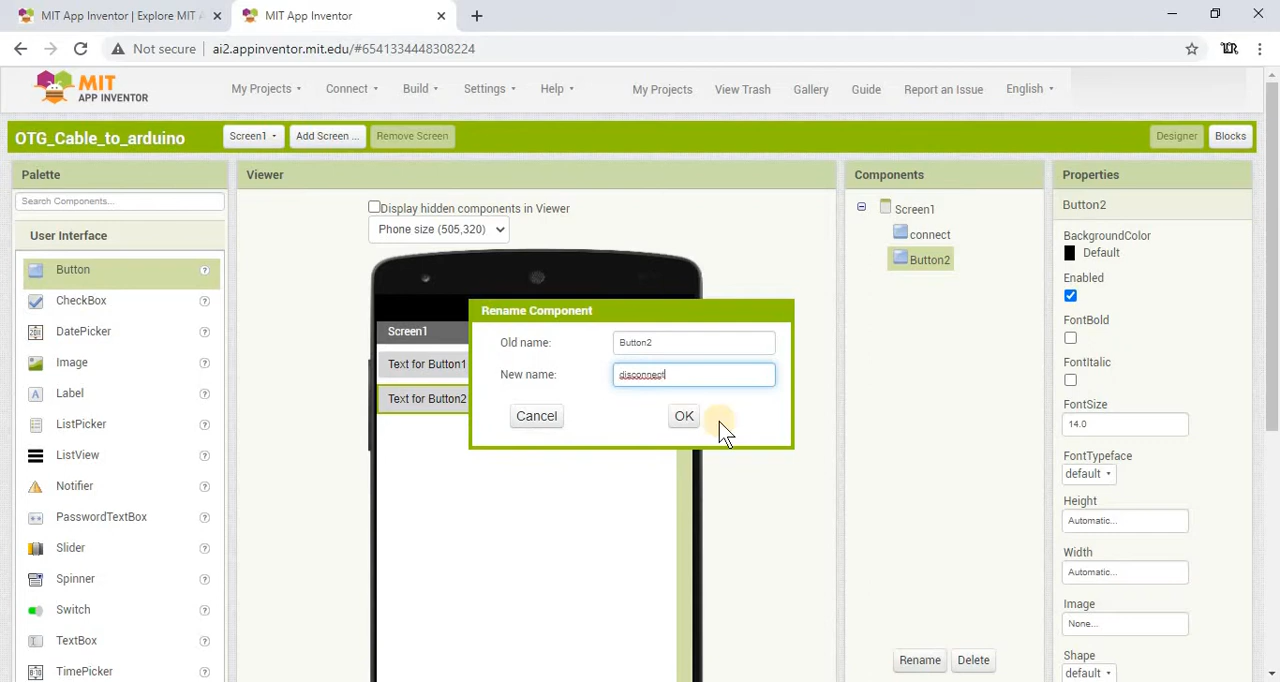 MIT App Inventor | Explore MIT A
MIT App Inventor
Not secure
ai2.appinventor.mit.edu/#6541334448308224
MIT
APP INVENTOR
My Projects
Connect
Build
Settings
Help
My Projects
View Trash
Gallery
Guide
Report an Issue
English
OTG_Cable_to_arduino
Screen1
Add Screen ...
Remove Screen
Designer
Blocks
Palette
Search Components...
User Interface
Button
CheckBox
DatePicker
Image
Label
ListPicker
ListView
Notifier
PasswordTextBox
Slider
Spinner
Switch
TextBox
TimePicker
Viewer
Display hidden components in Viewer
Phone size (505,320)
Screen1
Text for Button1
Text for Button2
Rename Component
Old name:
Button2
New name:
disconnect
Cancel
OK
Components
Screen1
connect
Button2
Rename
Delete
Properties
Button2
BackgroundColor
Default
Enabled
FontBold
FontItalic
FontSize
14.0
FontTypeface
default
Height
Automatic...
Width
Automatic...
Image
None...
Shape
default